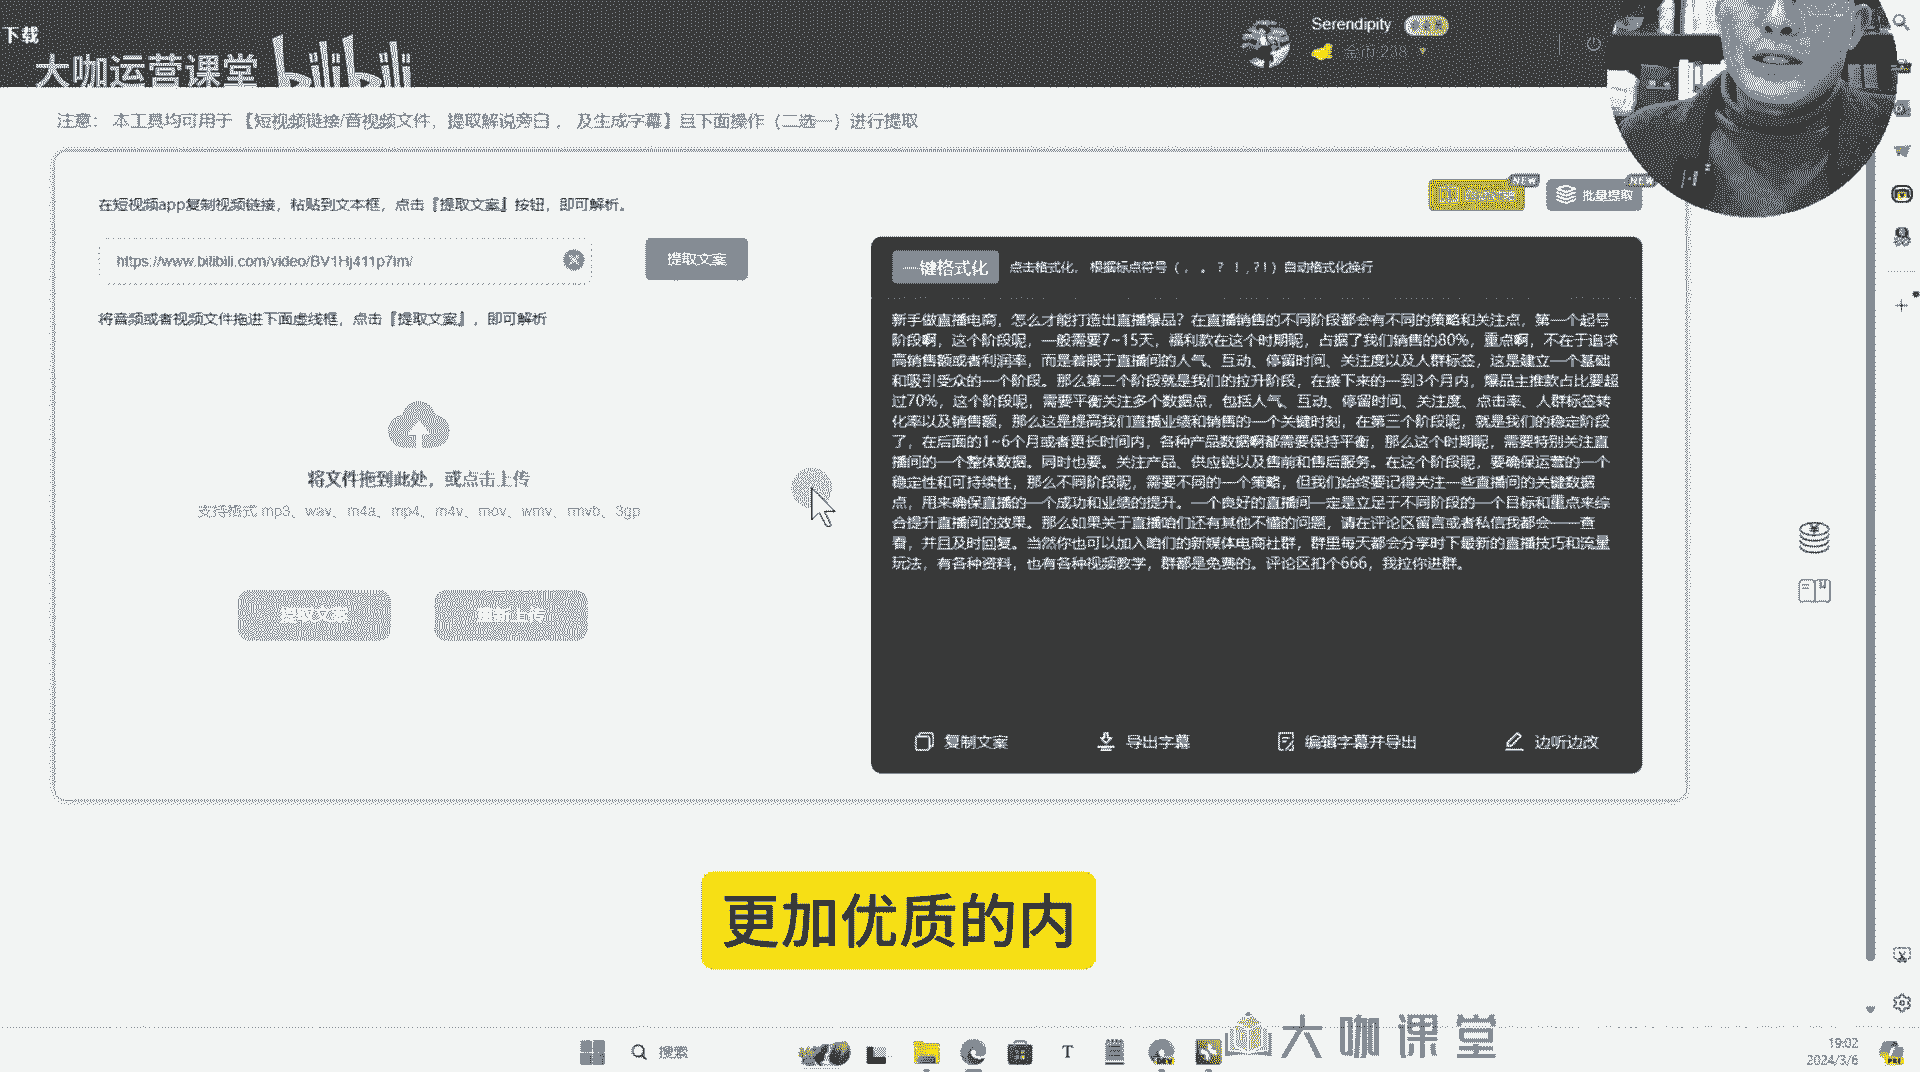 下载
大咖运营课堂 bilibili
Serendipity
金币:238
注意： 本工具均可用于 【短视频链接/音视频文件，提取解说旁白 ， 及生成字幕】且下面操作（二选一）进行提取
在短视频app复制视频链接，粘贴到文本框，点击『提取文案』按钮，即可解析。
NEW
NEW
批量提取
https://www.bilibili.com/video/BV1Hj411p7im/
提取文案
一键格式化
点击格式化， 根据标点符号（ ， 。 ？ ！ , ? ! ）自动格式化换行
将音频或者视频文件拖进下面虚线框，点击『提取文案』，即可解析
新手做直播电商，怎么才能打造出直播爆品？在直播销售的不同阶段都会有不同的策略和关注点，第一个起号
阶段啊，这个阶段呢，一般需要7~15天，福利款在这个时期呢，占据了我们销售的80%，重点啊，不在于追求
高销售额或者利润率，而是着眼于直播间的人气、互动、停留时间、关注度以及人群标签，这是建立一个基础
和吸引受众的一个阶段。那么第二个阶段就是我们的拉升阶段，在接下来的一到3个月内，爆品主推款占比要超
过70%，这个阶段呢，需要平衡关注多个数据点，包括人气、互动、停留时间、关注度、点击率、人群标签转
化率以及销售额，那么这是提高我们直播业绩和销售的一个关键时刻，在第三个阶段呢，就是我们的稳定阶段
了，在后面的1~6个月或者更长时间内，各种产品数据啊都需要保持平衡，那么这个时期呢，需要特别关注直
播间的一个整体数据。同时也要。关注产品、供应链以及售前和售后服务。在这个阶段呢，要确保运营的一个
稳定性和可持续性，那么不同阶段呢，需要不同的一个策略，但我们始终要记得关注一些直播间的关键数据
点，用来确保直播的一个成功和业绩的提升。一个良好的直播间一定是立足于不同阶段的一个目标和重点来综
合提升直播间的效果。那么如果关于直播咱们还有其他不懂的问题，请在评论区留言或者私信我都会一一查
看，并且及时回复。当然你也可以加入咱们的新媒体电商社群，群里每天都会分享时下最新的直播技巧和流量
玩法，有各种资料，也有各种视频教学，群都是免费的。评论区扣个666，我拉你进群。
将文件拖到此处，或点击上传
支持格式 mp3、wav、m4a、mp4、m4v、mov、wmv、rmvb、3gp
提取文案
重新上传
复制文案
导出字幕
编辑字幕并导出
边听边改
更加优质的内
大咖课堂
搜索
19:02
2024/3/6